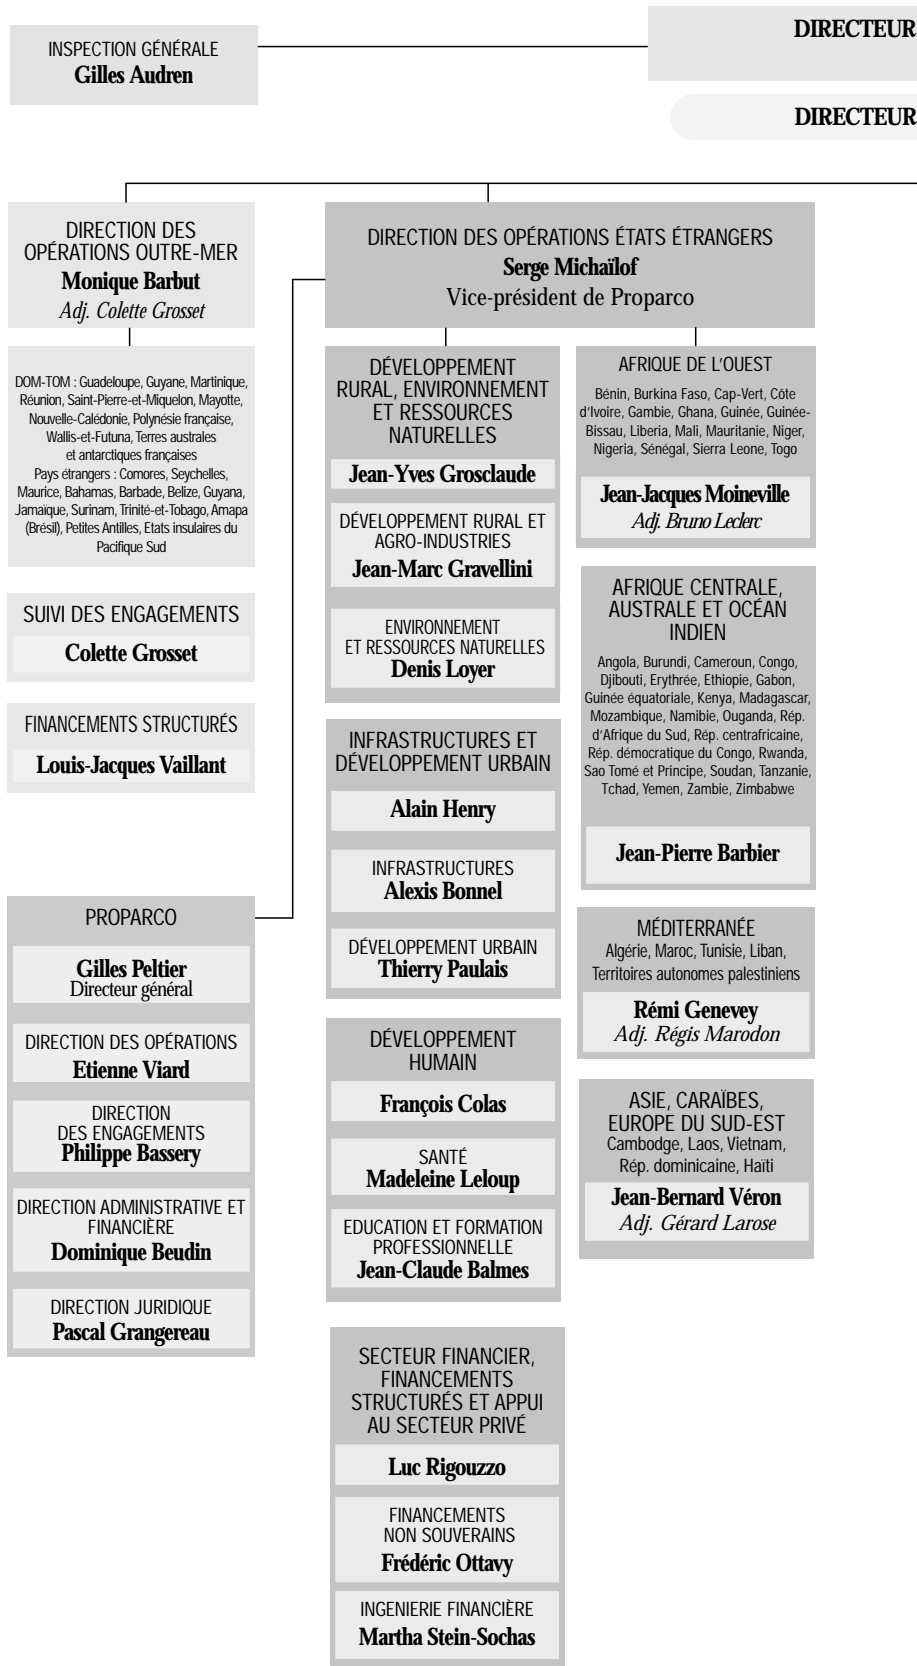 INSPECTION GÉNÉRALE
Gilles Audren
DIRECTEUR
DIRECTEUR
DIRECTION DES
OPÉRATIONS OUTRE-MER
Monique Barbut
Adj. Colette Grosset
DOM-TOM : Guadeloupe, Guyane, Martinique,
Réunion, Saint-Pierre-et-Miquelon, Mayotte,
Nouvelle-Calédonie, Polynésie française,
Wallis-et-Futuna, Terres australes
et antarctiques françaises
Pays étrangers : Comores, Seychelles,
Maurice, Bahamas, Barbade, Belize, Guyana,
Jamaïque, Surinam, Trinité-et-Tobago, Amapa
(Brésil), Petites Antilles, Etats insulaires du
Pacifique Sud
SUIVI DES ENGAGEMENTS
Colette Grosset
FINANCEMENTS STRUCTURÉS
Louis-Jacques Vaillant
PROPARCO
Gilles Peltier
Directeur général
DIRECTION DES OPÉRATIONS
Etienne Viard
DIRECTION
DES ENGAGEMENTS
Philippe Bassery
DIRECTION ADMINISTRATIVE ET
FINANCIÈRE
Dominique Beudin
DIRECTION JURIDIQUE
Pascal Grangereau
DIRECTION DES OPÉRATIONS ÉTATS ÉTRANGERS
Serge Michaïlof
Vice-président de Proparco
DÉVELOPPEMENT
RURAL, ENVIRONNEMENT
ET RESSOURCES
NATURELLES
Jean-Yves Grosclaude
DÉVELOPPEMENT RURAL ET
AGRO-INDUSTRIES
Jean-Marc Gravellini
ENVIRONNEMENT
ET RESSOURCES NATURELLES
Denis Loyer
INFRASTRUCTURES ET
DÉVELOPPEMENT URBAIN
Alain Henry
INFRASTRUCTURES
Alexis Bonnel
DÉVELOPPEMENT URBAIN
Thierry Paulais
DÉVELOPPEMENT
HUMAIN
François Colas
SANTÉ
Madeleine Leloup
EDUCATION ET FORMATION
PROFESSIONNELLE
Jean-Claude Balmes
SECTEUR FINANCIER,
FINANCEMENTS
STRUCTURÉS ET APPUI
AU SECTEUR PRIVÉ
Luc Rigouzzo
FINANCEMENTS
NON SOUVERAINS
Frédéric Ottavy
INGENIERIE FINANCIÈRE
Martha Stein-Sochas
AFRIQUE DE L'OUEST
Bénin, Burkina Faso, Cap-Vert, Côte
d'Ivoire, Gambie, Ghana, Guinée, Guinée-
Bissau, Liberia, Mali, Mauritanie, Niger,
Nigeria, Sénégal, Sierra Leone, Togo
Jean-Jacques Moineville
Adj. Bruno Leclerc
AFRIQUE CENTRALE,
AUSTRALE ET OCÉAN
INDIEN
Angola, Burundi, Cameroun, Congo,
Djibouti, Erythrée, Ethiopie, Gabon,
Guinée équatoriale, Kenya, Madagascar,
Mozambique, Namibie, Ouganda, Rép.
d'Afrique du Sud, Rép. centrafricaine,
Rép. démocratique du Congo, Rwanda,
Sao Tomé et Principe, Soudan, Tanzanie,
Tchad, Yemen, Zambie, Zimbabwe
Jean-Pierre Barbier
MÉDITERRANÉE
Algérie, Maroc, Tunisie, Liban,
Territoires autonomes palestiniens
Rémi Genevey
Adj. Régis Marodon
ASIE, CARAÏBES,
EUROPE DU SUD-EST
Cambodge, Laos, Vietnam,
Rép. dominicaine, Haïti
Jean-Bernard Véron
Adj. Gérard Larose